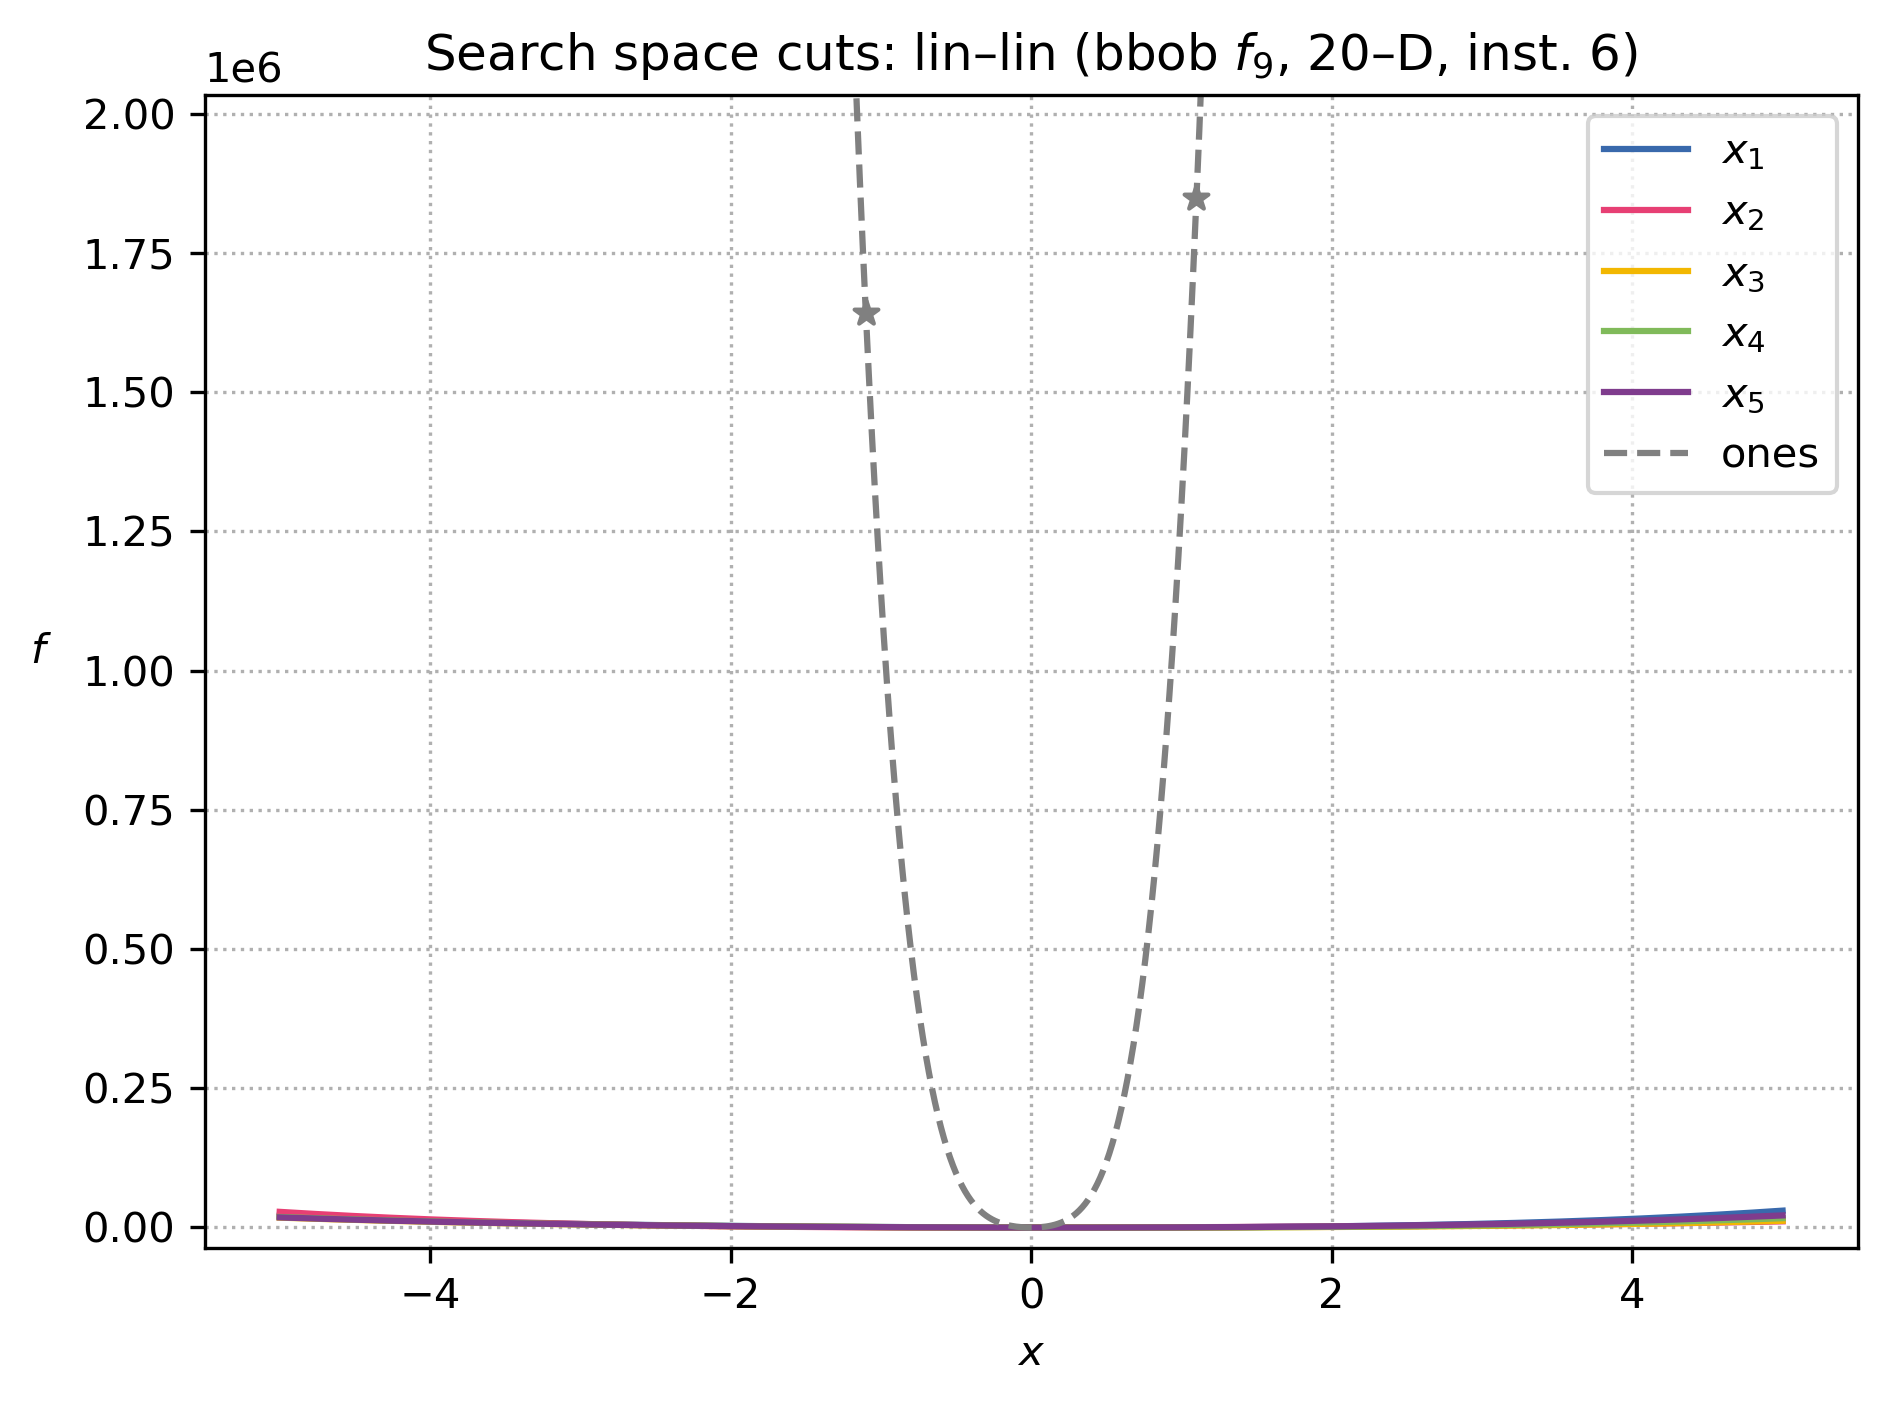 Search space cuts: lin–lin (bbob f₉, 20–D, inst. 6)
1e6
2.00
1.75
1.50
1.25
1.00
0.75
0.50
0.25
0.00
f
x₁
x₂
x₃
x₄
x₅
ones
−4 −2 0 2 4
x